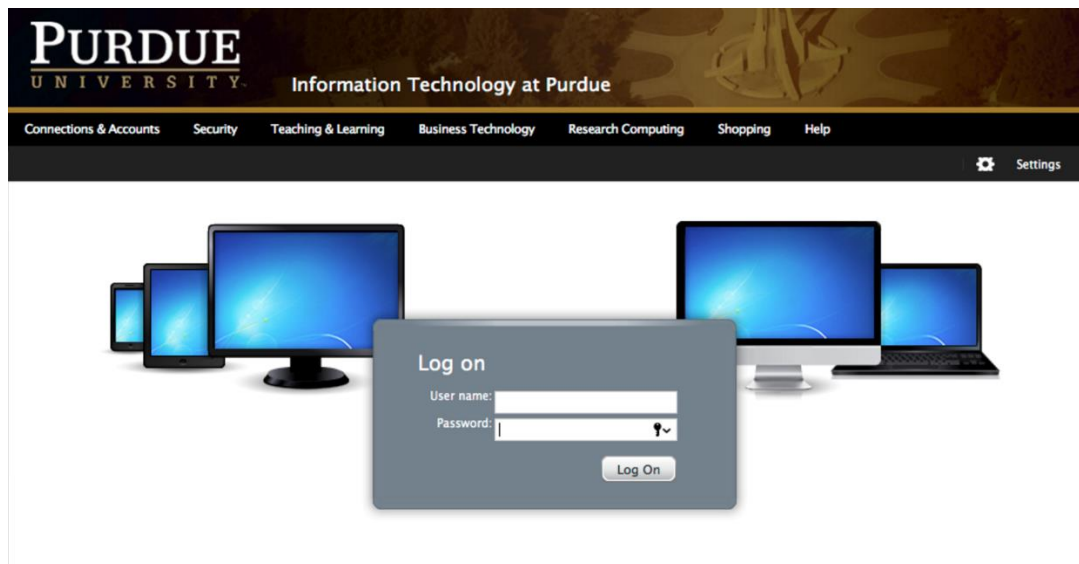 PURDUE
UNIVERSITY
Information Technology at Purdue
Connections & Accounts Security Teaching & Learning Business Technology Research Computing Shopping Help
Settings
Log on
User name:
Password:
Log On